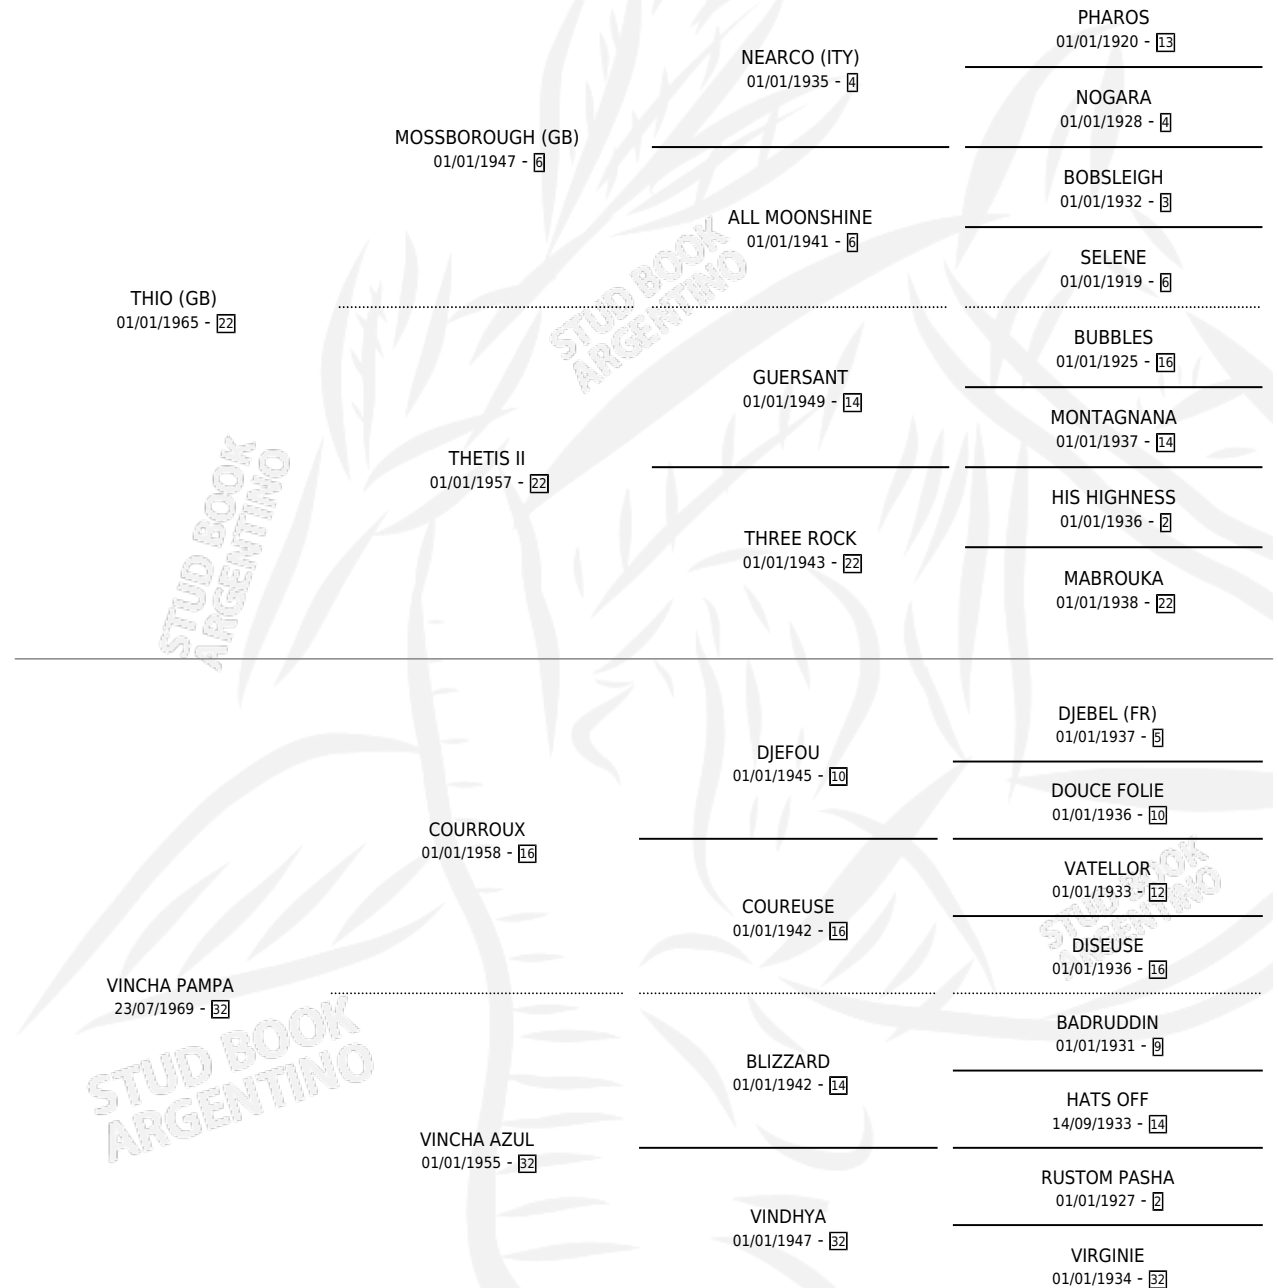 PHAROS
01/01/1920 - 13
NEARCO (ITY)
01/01/1935 - 4
NOGARA
01/01/1928 - 4
MOSSBOROUGH (GB)
01/01/1947 - 6
BOBSLEIGH
01/01/1932 - 3
ALL MOONSHINE
01/01/1941 - 6
SELENE
01/01/1919 - 6
THIO (GB)
01/01/1965 - 22
BUBBLES
01/01/1925 - 16
GUERSANT
01/01/1949 - 14
MONTAGNANA
01/01/1937 - 14
THETIS II
01/01/1957 - 22
HIS HIGHNESS
01/01/1936 - 2
THREE ROCK
01/01/1943 - 22
MABROUKA
01/01/1938 - 22
DJEBEL (FR)
01/01/1937 - 5
DJEFOU
01/01/1945 - 10
DOUCE FOLIE
01/01/1936 - 10
COURROUX
01/01/1958 - 16
VATELLOR
01/01/1933 - 12
COUREUSE
01/01/1942 - 16
DISEUSE
01/01/1936 - 16
VINCHA PAMPA
23/07/1969 - 32
BADRUDDIN
01/01/1931 - 9
BLIZZARD
01/01/1942 - 14
HATS OFF
14/09/1933 - 14
VINCHA AZUL
01/01/1955 - 32
RUSTOM PASHA
01/01/1927 - 2
VINDHYA
01/01/1947 - 32
VIRGINIE
01/01/1934 - 32
STUD BOOK
ARGENTINO
STUD BOOK
ARGENTINO
STUD BOOK
ARGENTINO
STUD BOOK
ARGENTINO